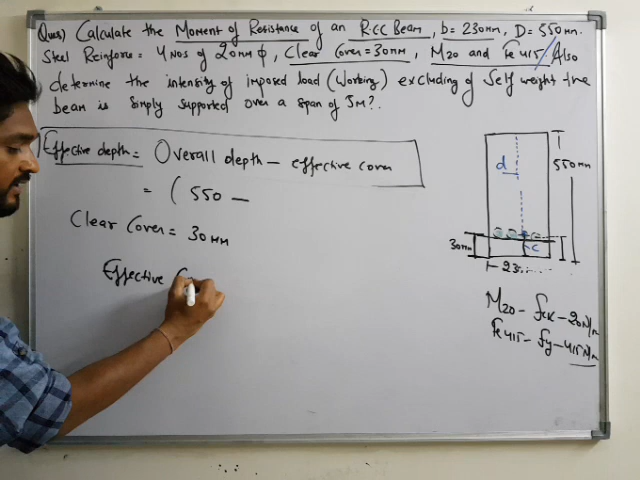 Ques) Calculate the Moment of Resistance of an RCC Beam, b = 230mm, D = 550mm.
Steel Reinforce = 4 Nos of 20mm ϕ, Clear Cover = 30mm, M20 and Fe415. Also
determine the intensity of imposed load (Working) excluding of Self weight the
beam is simply supported over a span of 5M?.
Effective depth = Overall depth - effective cover
= (550 -
Clear Cover = 30mm
Effective C
d
550mm
30mm
c
23
M20 - fck - 20N/m
Fe415 - fy - 415N/m